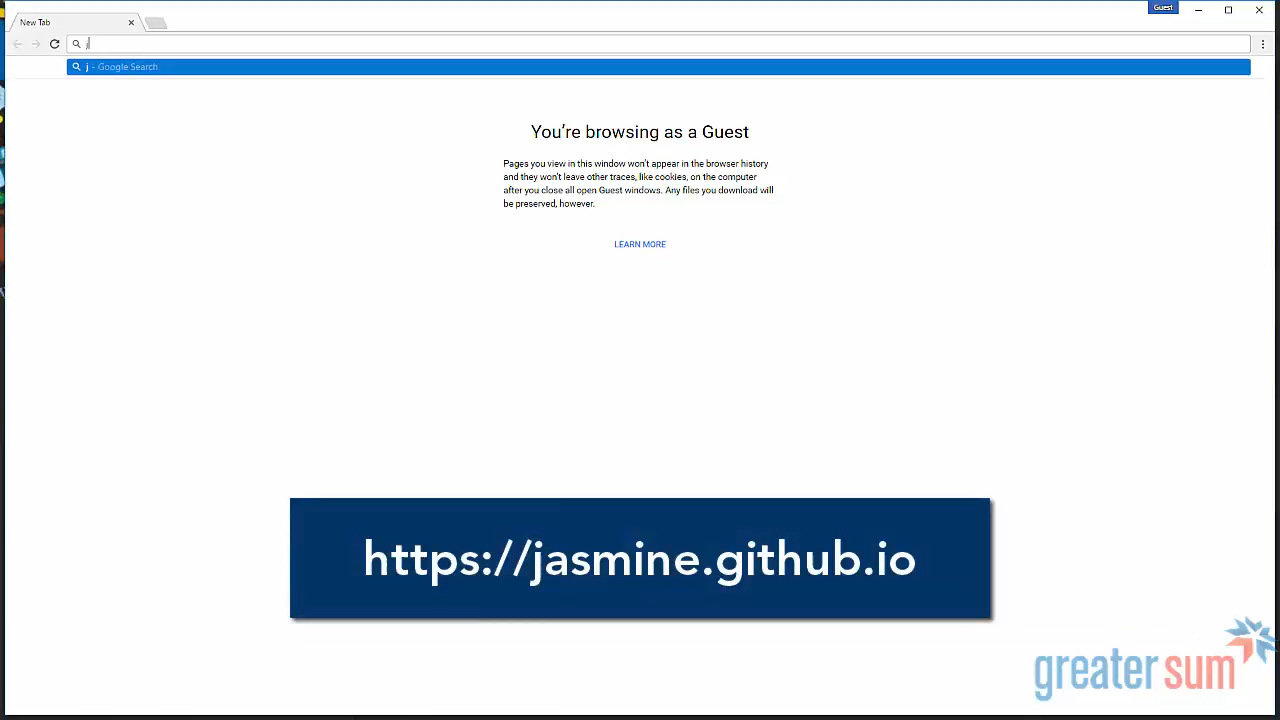 Guest
New Tab
j
j - Google Search
You're browsing as a Guest
Pages you view in this window won't appear in the browser history
and they won't leave other traces, like cookies, on the computer
after you close all open Guest windows. Any files you download will
be preserved, however.
LEARN MORE
https://jasmine.github.io
greater sum